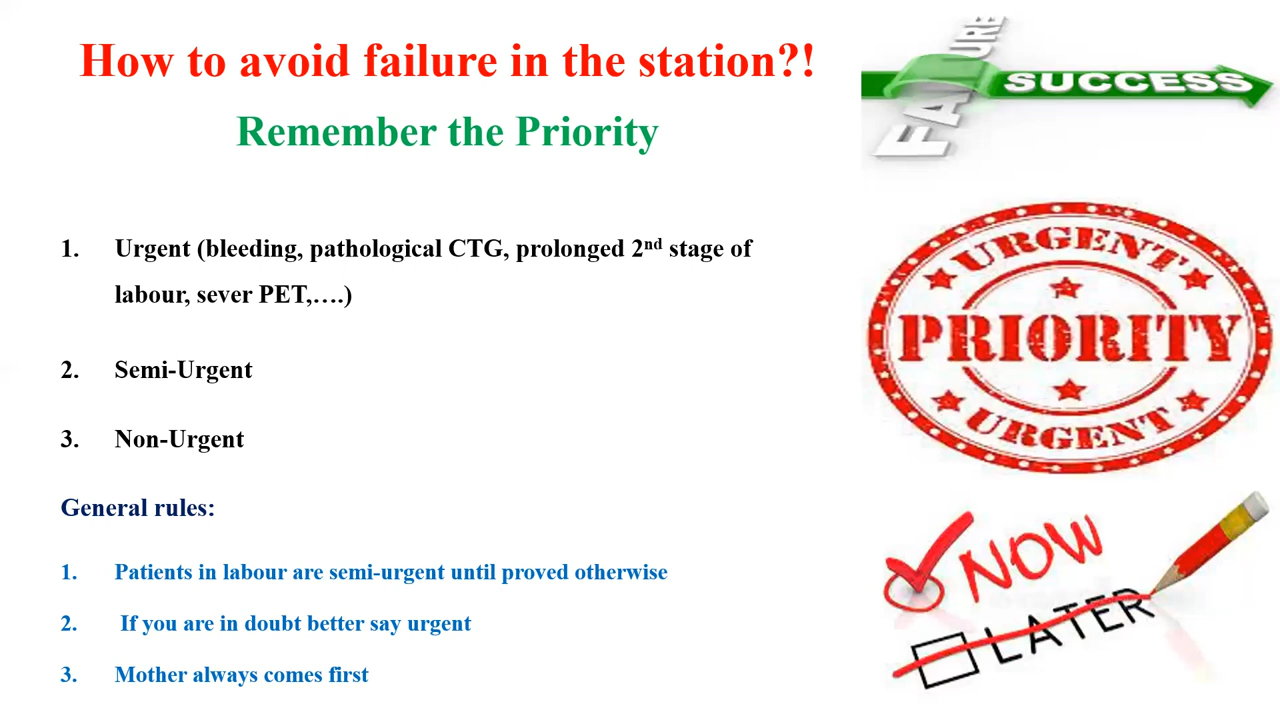 How to avoid failure in the station?!
Remember the Priority
1. Urgent (bleeding, pathological CTG, prolonged 2nd stage of
labour, sever PET,….)
2. Semi-Urgent
3. Non-Urgent
General rules:
1. Patients in labour are semi-urgent until proved otherwise
2. If you are in doubt better say urgent
3. Mother always comes first
FAILURE
SUCCESS
URGENT
PRIORITY
URGENT
NOW
LATER